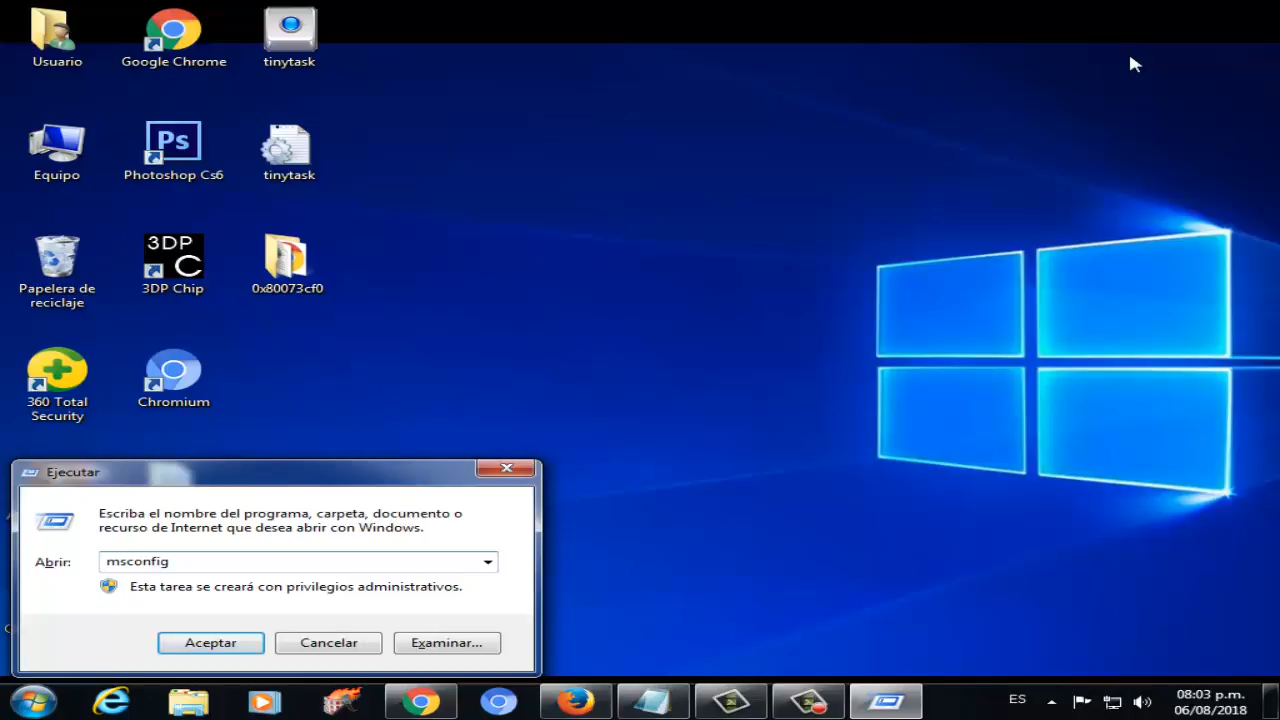 Usuario
Google Chrome
tinytask
Equipo
Ps
Photoshop Cs6
tinytask
Papelera de
reciclaje
3DP
C
3DP Chip
0x80073cf0
360 Total
Security
Chromium
Ejecutar
Escriba el nombre del programa, carpeta, documento o
recurso de Internet que desea abrir con Windows.
Abrir:
msconfig
Esta tarea se creará con privilegios administrativos.
Aceptar
Cancelar
Examinar...
ES
08:03 p.m.
06/08/2018